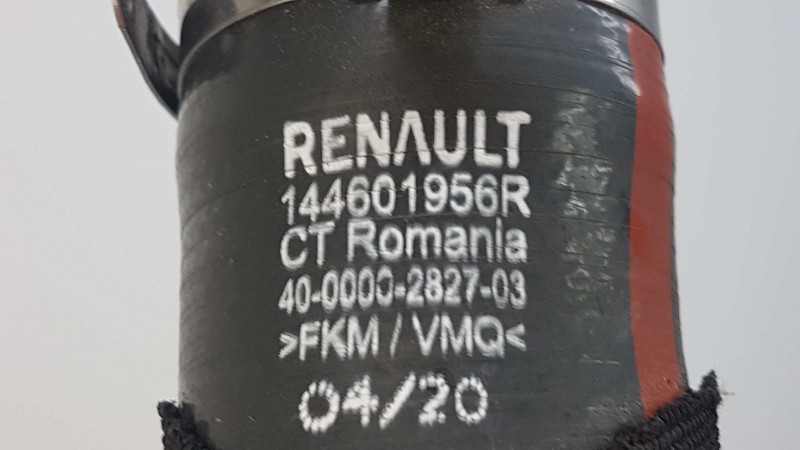 RENAULT
144601956R
CT Romania
40-0000-2827-03
>FKM / VMQ<
04/20